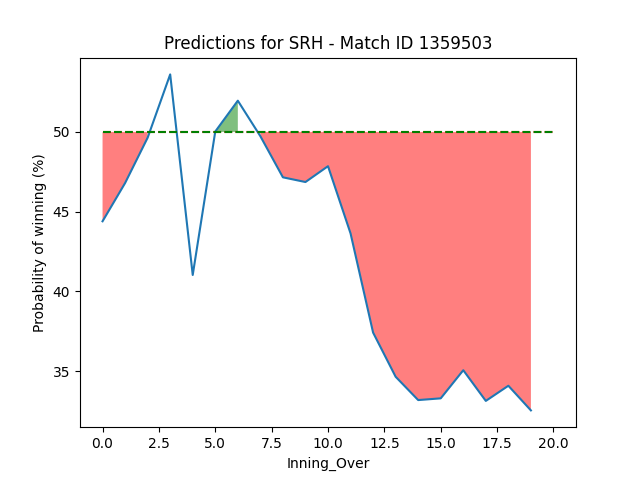 Predictions for SRH - Match ID 1359503
Probability of winning (%)
50
45
40
35
0.0 2.5 5.0 7.5 10.0 12.5 15.0 17.5 20.0
Inning_Over